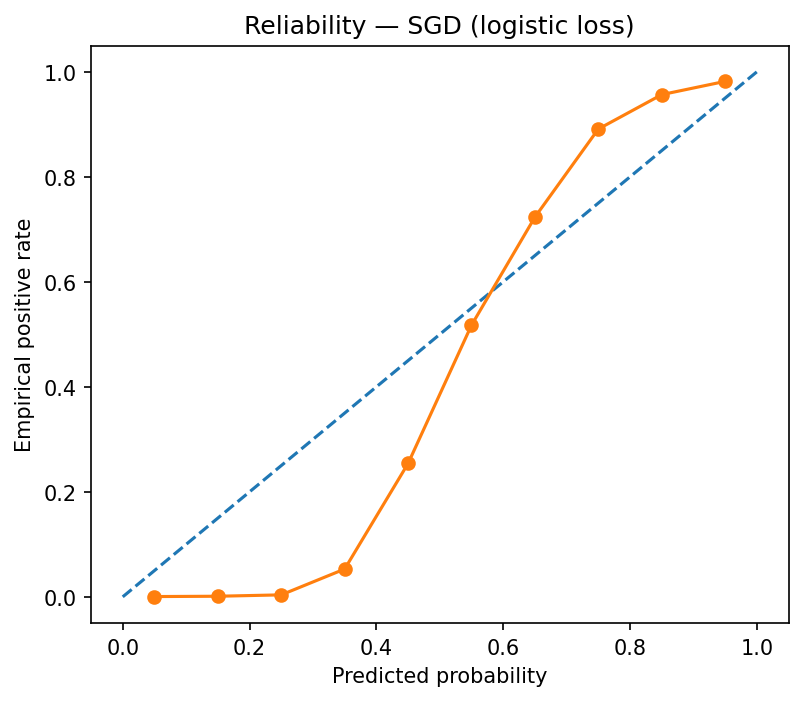 Reliability — SGD (logistic loss)
Empirical positive rate
1.0
0.8
0.6
0.4
0.2
0.0
0.0 0.2 0.4 0.6 0.8 1.0
Predicted probability